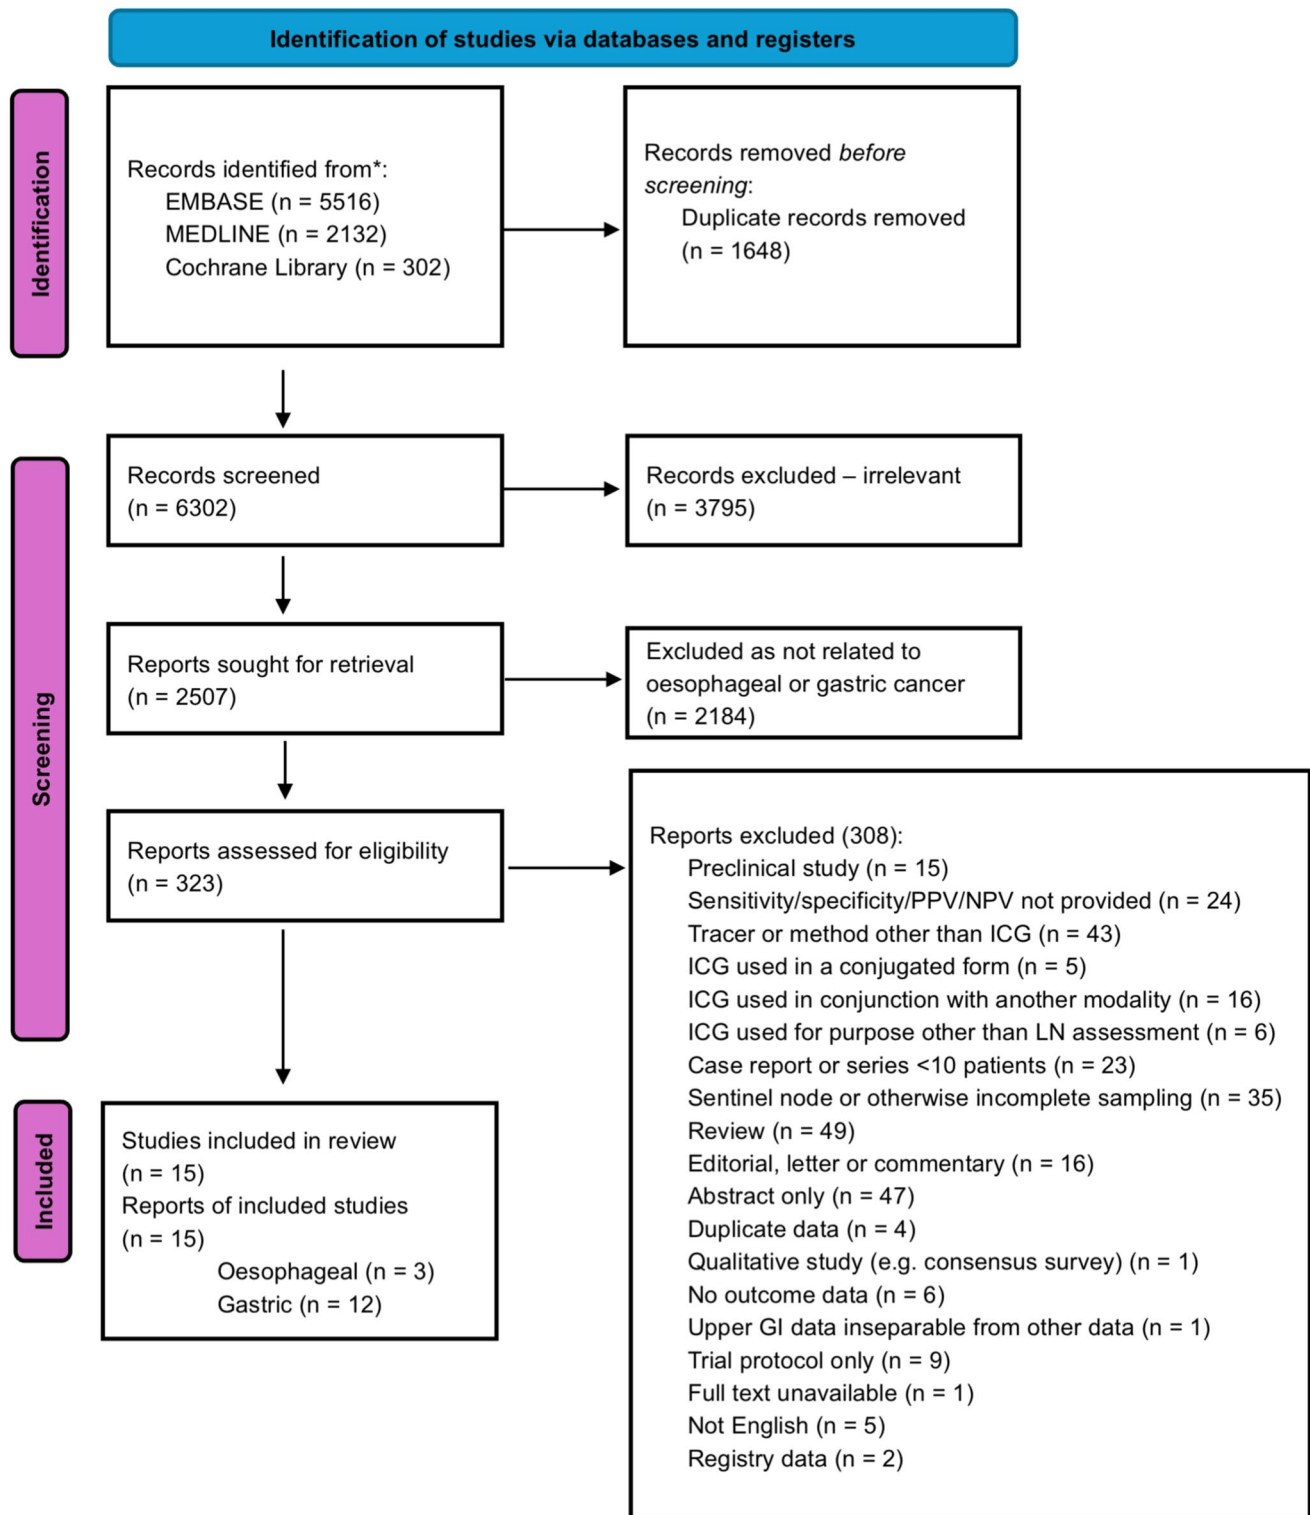 Identification of studies via databases and registers
Identification
Records identified from*:
EMBASE (n = 5516)
MEDLINE (n = 2132)
Cochrane Library (n = 302)
Records removed before
screening:
Duplicate records removed
(n = 1648)
Screening
Records screened
(n = 6302)
Records excluded – irrelevant
(n = 3795)
Reports sought for retrieval
(n = 2507)
Excluded as not related to
oesophageal or gastric cancer
(n = 2184)
Reports assessed for eligibility
(n = 323)
Reports excluded (308):
Preclinical study (n = 15)
Sensitivity/specificity/PPV/NPV not provided (n = 24)
Tracer or method other than ICG (n = 43)
ICG used in a conjugated form (n = 5)
ICG used in conjunction with another modality (n = 16)
ICG used for purpose other than LN assessment (n = 6)
Case report or series <10 patients (n = 23)
Sentinel node or otherwise incomplete sampling (n = 35)
Review (n = 49)
Editorial, letter or commentary (n = 16)
Abstract only (n = 47)
Duplicate data (n = 4)
Qualitative study (e.g. consensus survey) (n = 1)
No outcome data (n = 6)
Upper GI data inseparable from other data (n = 1)
Trial protocol only (n = 9)
Full text unavailable (n = 1)
Not English (n = 5)
Registry data (n = 2)
Included
Studies included in review
(n = 15)
Reports of included studies
(n = 15)
Oesophageal (n = 3)
Gastric (n = 12)